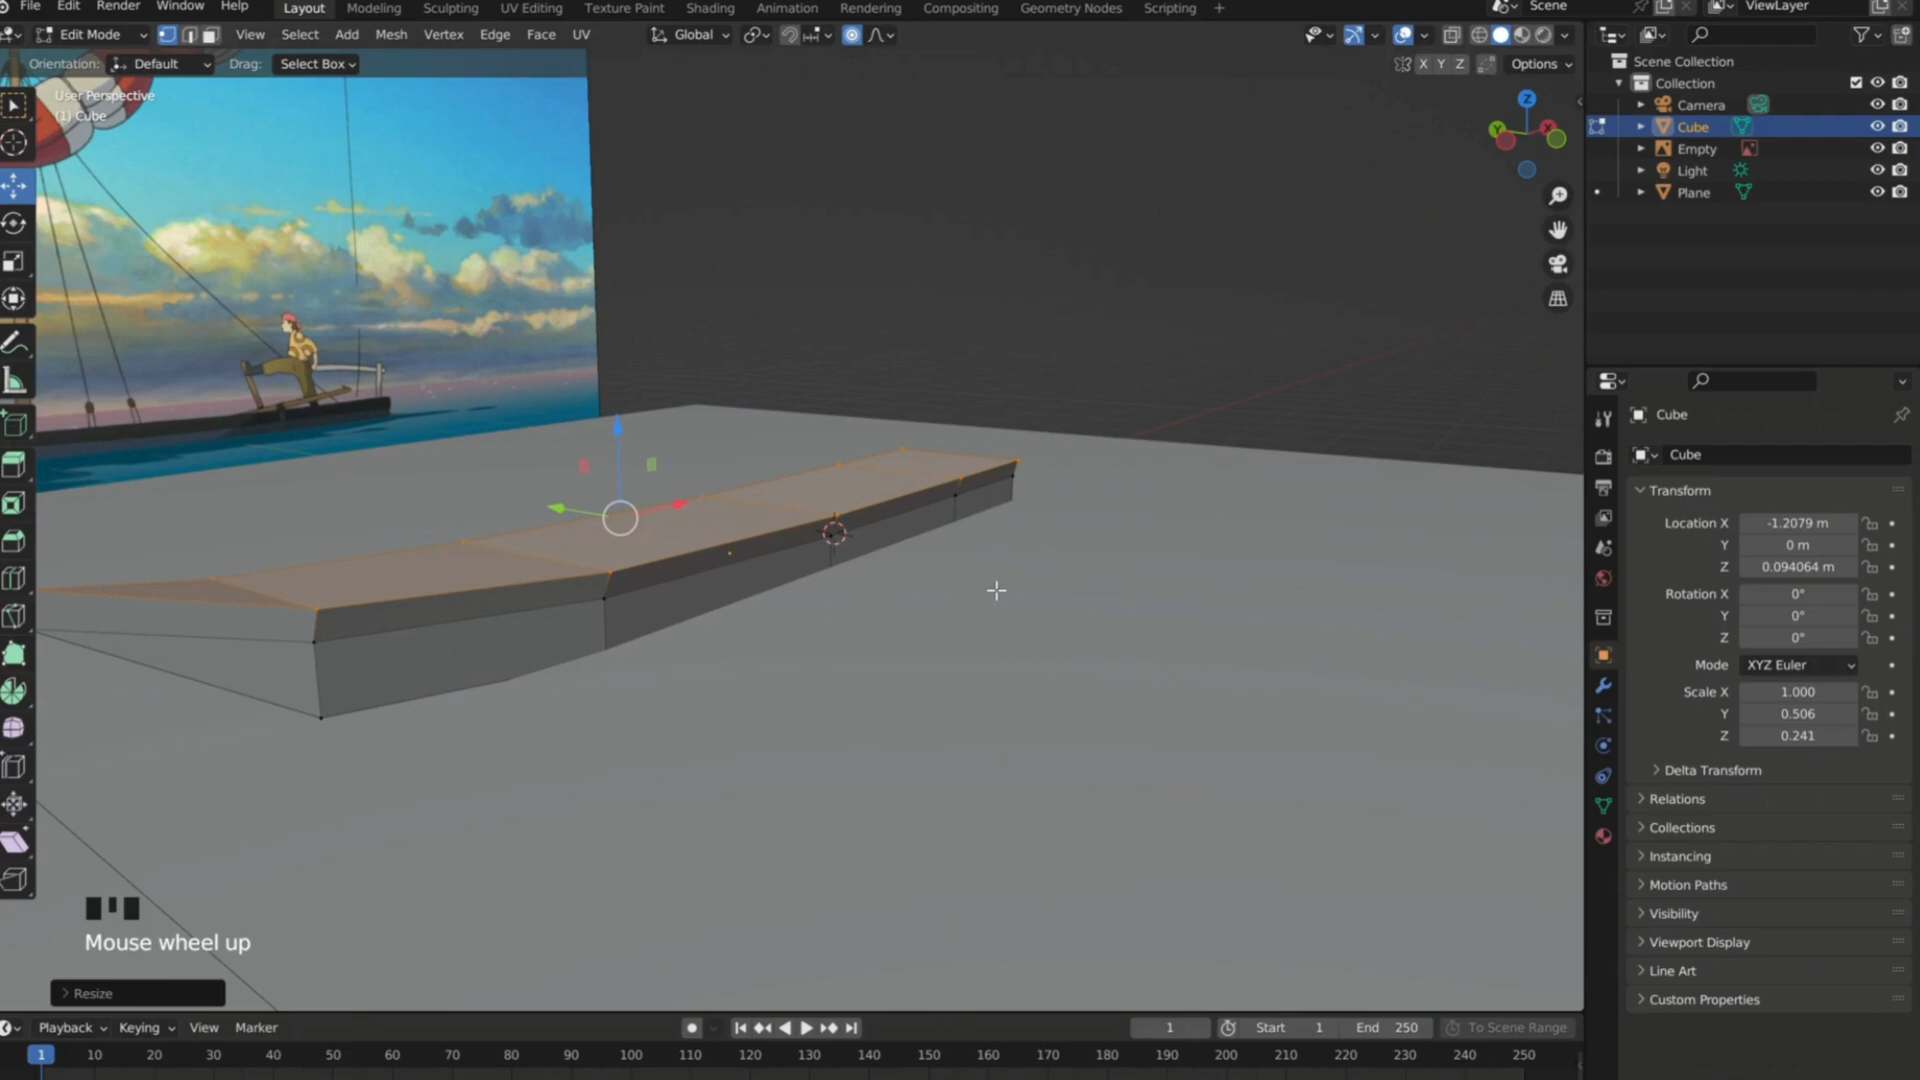 File Edit Render Window Help Layout Modeling Sculpting UV Editing Texture Paint Shading Animation Rendering Compositing Geometry Nodes Scripting + Scene ViewLayer
Edit Mode View Select Add Mesh Vertex Edge Face UV Global
Orientation: Default Drag: Select Box X Y Z Options
User Perspective
(1) Cube
Z
Y
X
Mouse wheel up
Resize
Scene Collection
Collection
Camera
Cube
Empty
Light
Plane
Cube
Cube
Transform
Location X -1.2079 m
Y 0 m
Z 0.094064 m
Rotation X 0°
Y 0°
Z 0°
Mode XYZ Euler
Scale X 1.000
Y 0.506
Z 0.241
Delta Transform
Relations
Collections
Instancing
Motion Paths
Visibility
Viewport Display
Line Art
Custom Properties
Playback Keying View Marker 1 Start 1 End 250 To Scene Range
1 10 20 30 40 50 60 70 80 90 100 110 120 130 140 150 160 170 180 190 200 210 220 230 240 250